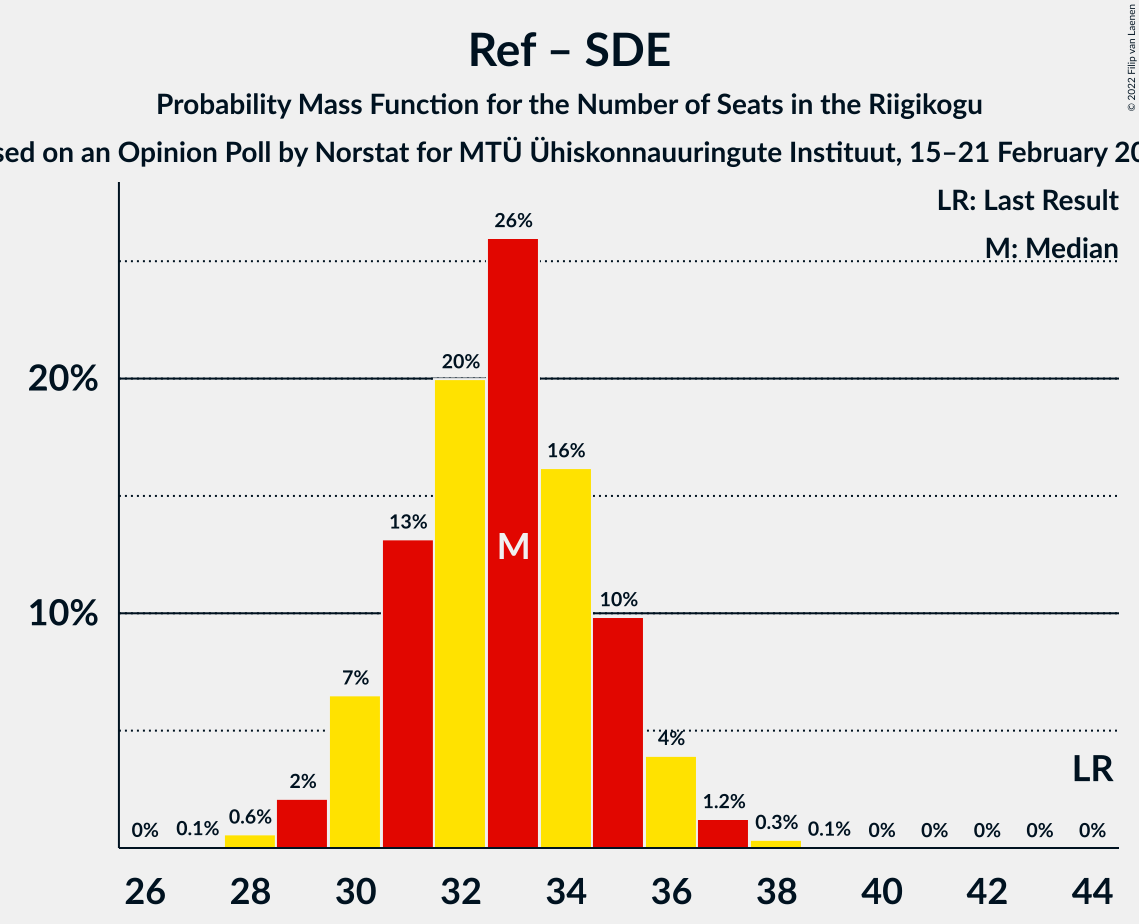 Ref – SDE
Probability Mass Function for the Number of Seats in the Riigikogu
on an Opinion Poll by Norstat for MTÜ Ühiskonnauuringute Instituut, 15–21 February
© 2022 Filip van Laenen
LR: Last Result
M: Median
26%
20%
20%
16%
13%
M
10%
10%
7%
4%
LR
2%
1.2%
0% 0.1% 0.6% 0.3% 0.1% 0% 0% 0% 0% 0%
26 28 30 32 34 36 38 40 42 44